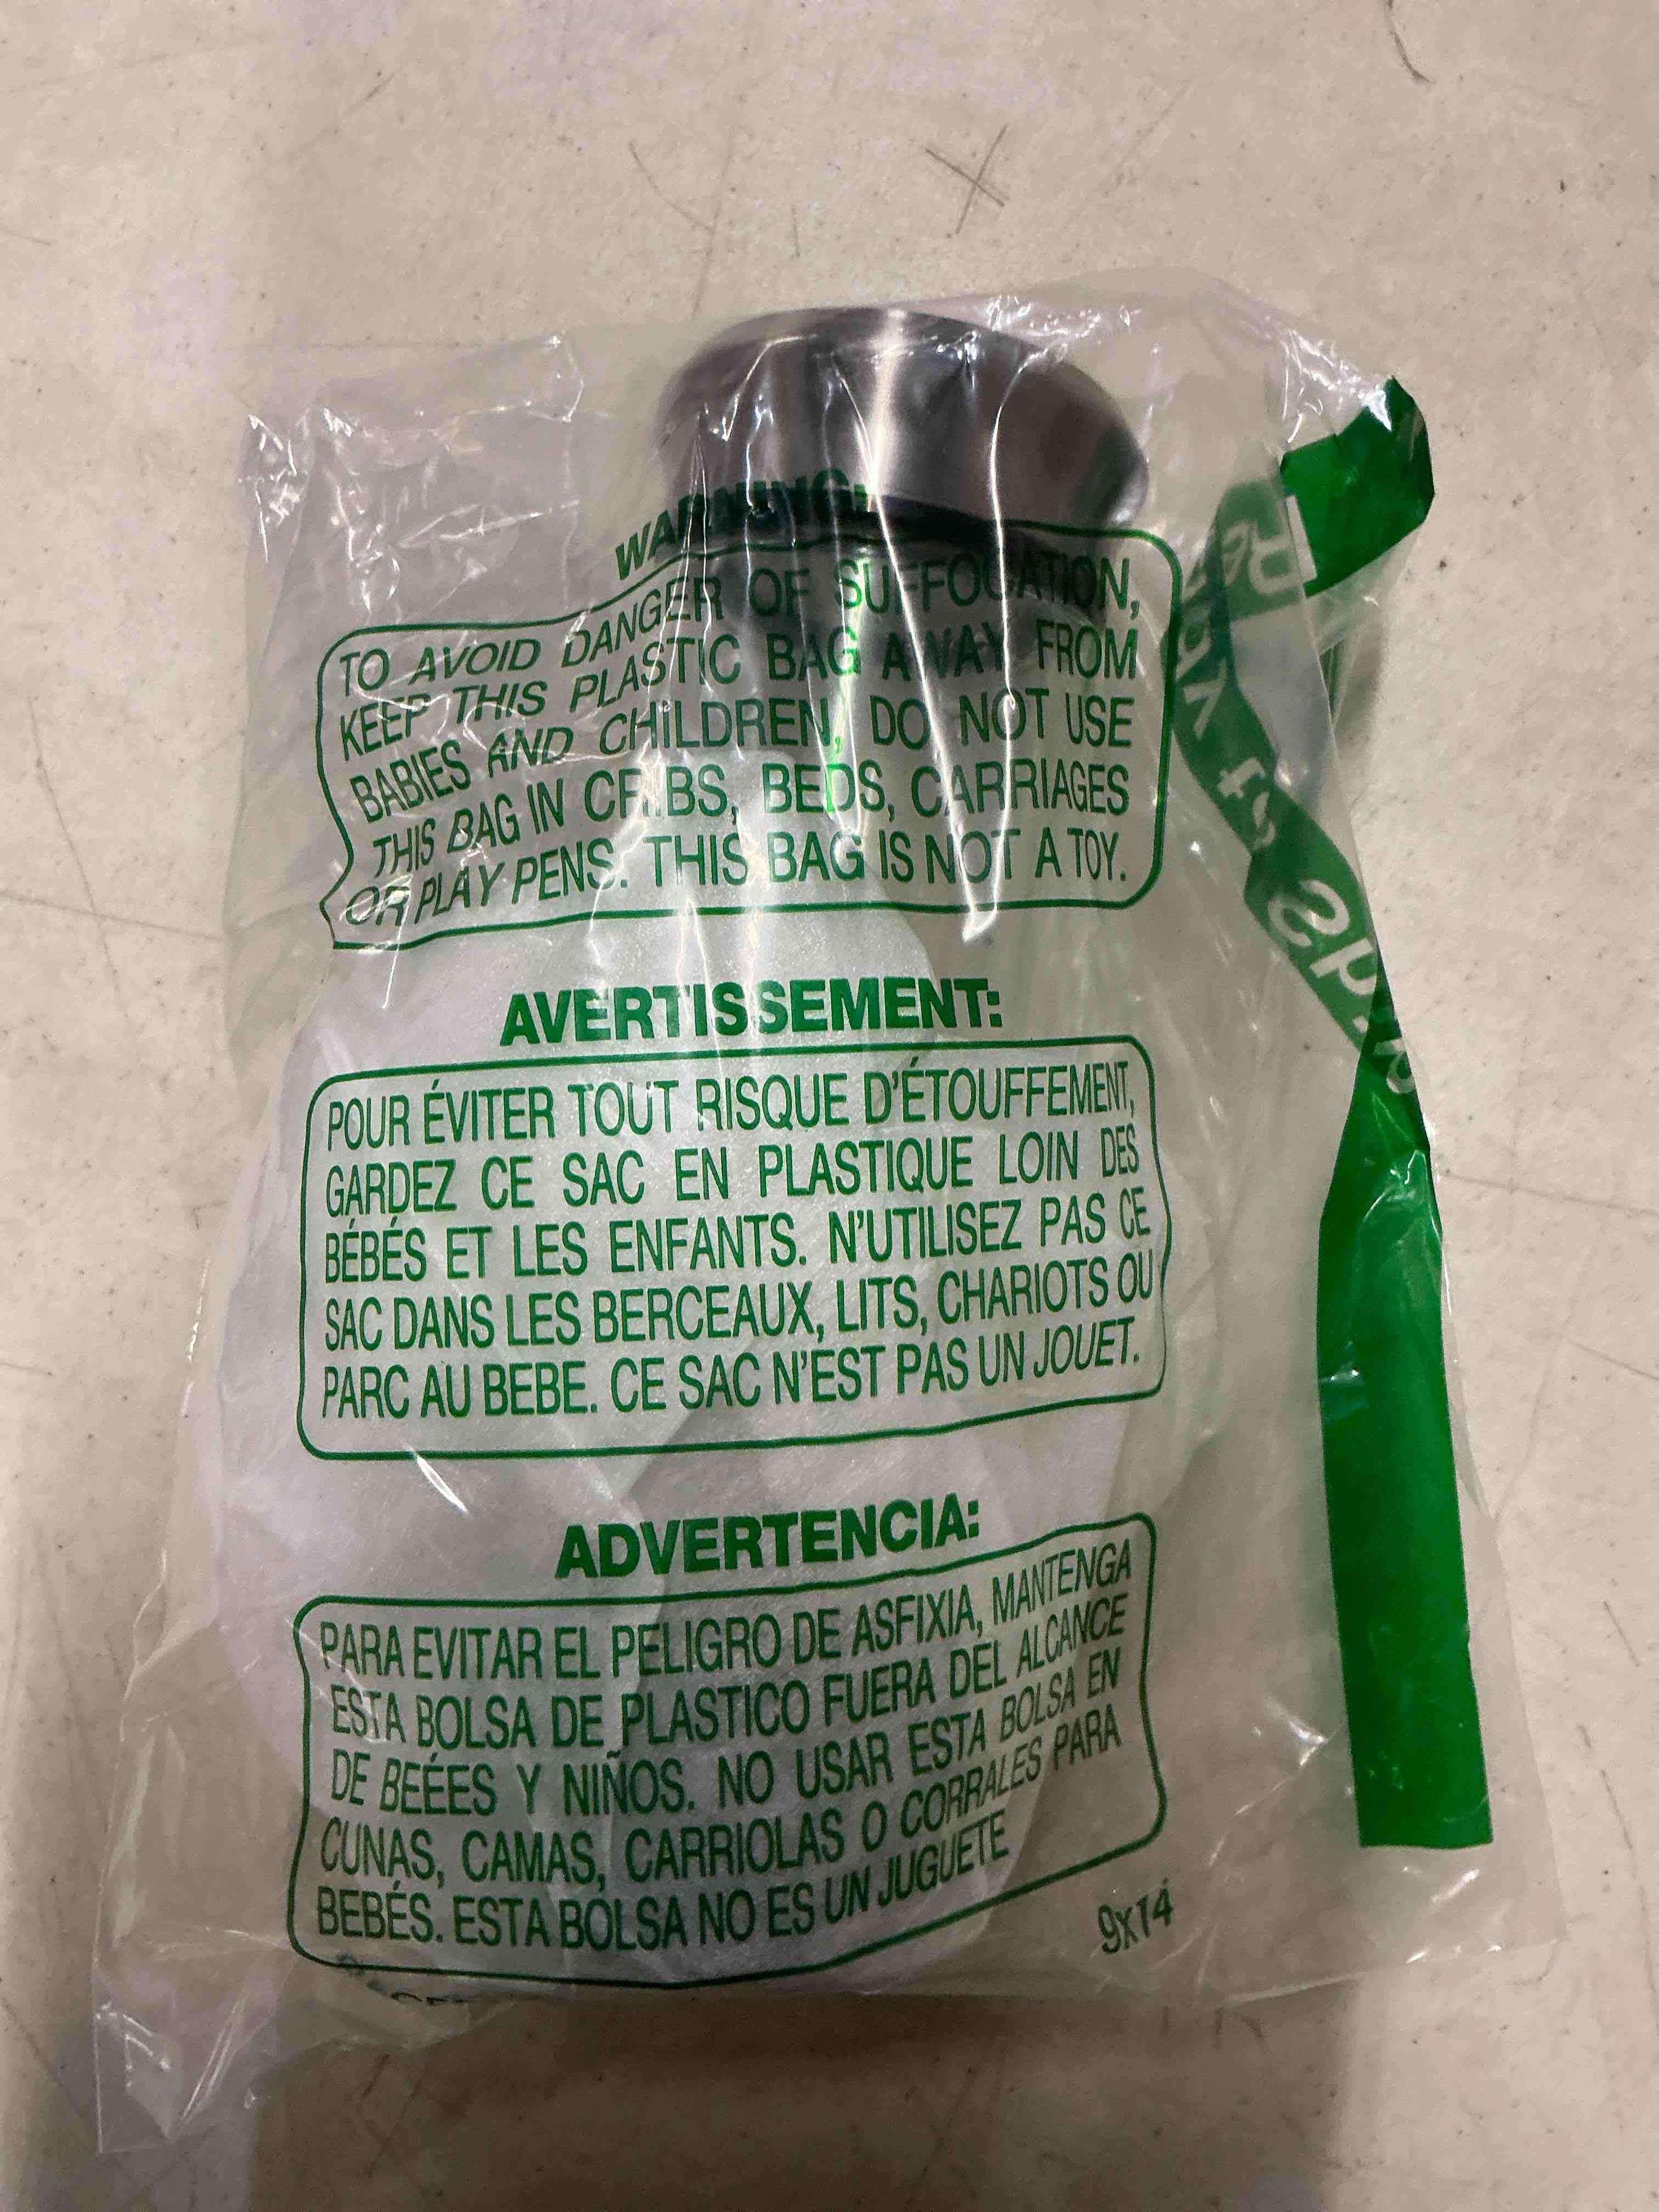 WARNING:
TO AVOID DANGER OF SUFFOCATION,
KEEP THIS PLASTIC BAG AWAY FROM
BABIES AND CHILDREN, DO NOT USE
THIS BAG IN CRIBS, BEDS, CARRIAGES
OR PLAY PENS. THIS BAG IS NOT A TOY.
AVERTISSEMENT:
POUR ÉVITER TOUT RISQUE D'ÉTOUFFEMENT,
GARDEZ CE SAC EN PLASTIQUE LOIN DES
BÉBÉS ET LES ENFANTS. N'UTILISEZ PAS CE
SAC DANS LES BERCEAUX, LITS, CHARIOTS OU
PARC AU BEBE. CE SAC N'EST PAS UN JOUET.
ADVERTENCIA:
PARA EVITAR EL PELIGRO DE ASFIXIA, MANTENGA
ESTA BOLSA DE PLASTICO FUERA DEL ALCANCE
DE BEÉES Y NIÑOS. NO USAR ESTA BOLSA EN
CUNAS, CAMAS, CARRIOLAS O CORRALES PARA
BEBÉS. ESTA BOLSA NO ES UN JUGUETE
9x14